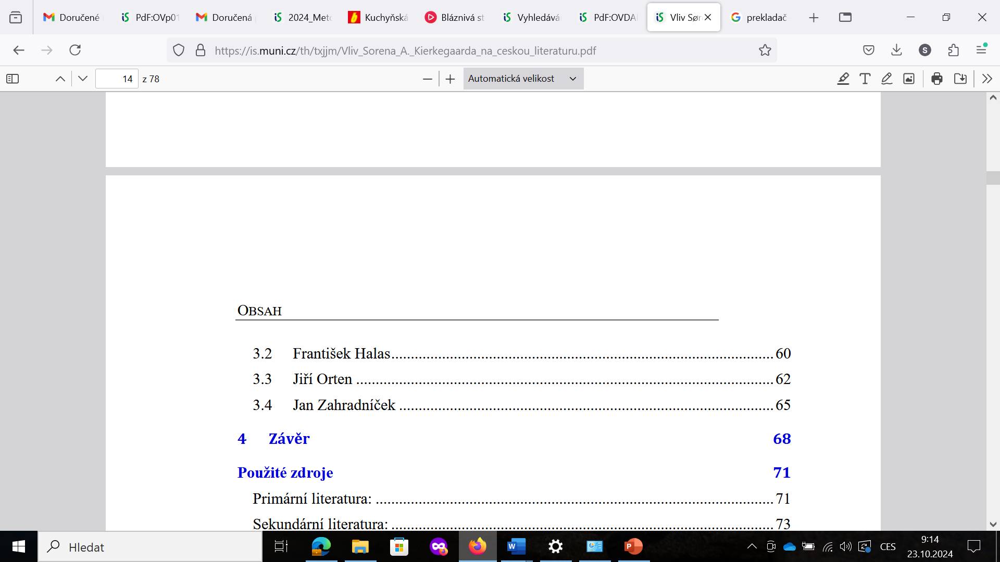 Doručené
PdF:OVp01
Doručená
2024_Meto
Kuchyňská
Bláznivá st
Vyhledává
PdF:OVDA
Vliv Sør
prekladač
https://is.muni.cz/th/txjjm/Vliv_Sorena_A._Kierkegaarda_na_ceskou_literaturu.pdf
S
14 z 78
Automatická velikost
OBSAH
3.2 František Halas 60
3.3 Jiří Orten 62
3.4 Jan Zahradníček 65
4 Závěr 68
Použité zdroje 71
Primární literatura: 71
Sekundární literatura: 73
Hledat
CES
9:14
23.10.2024